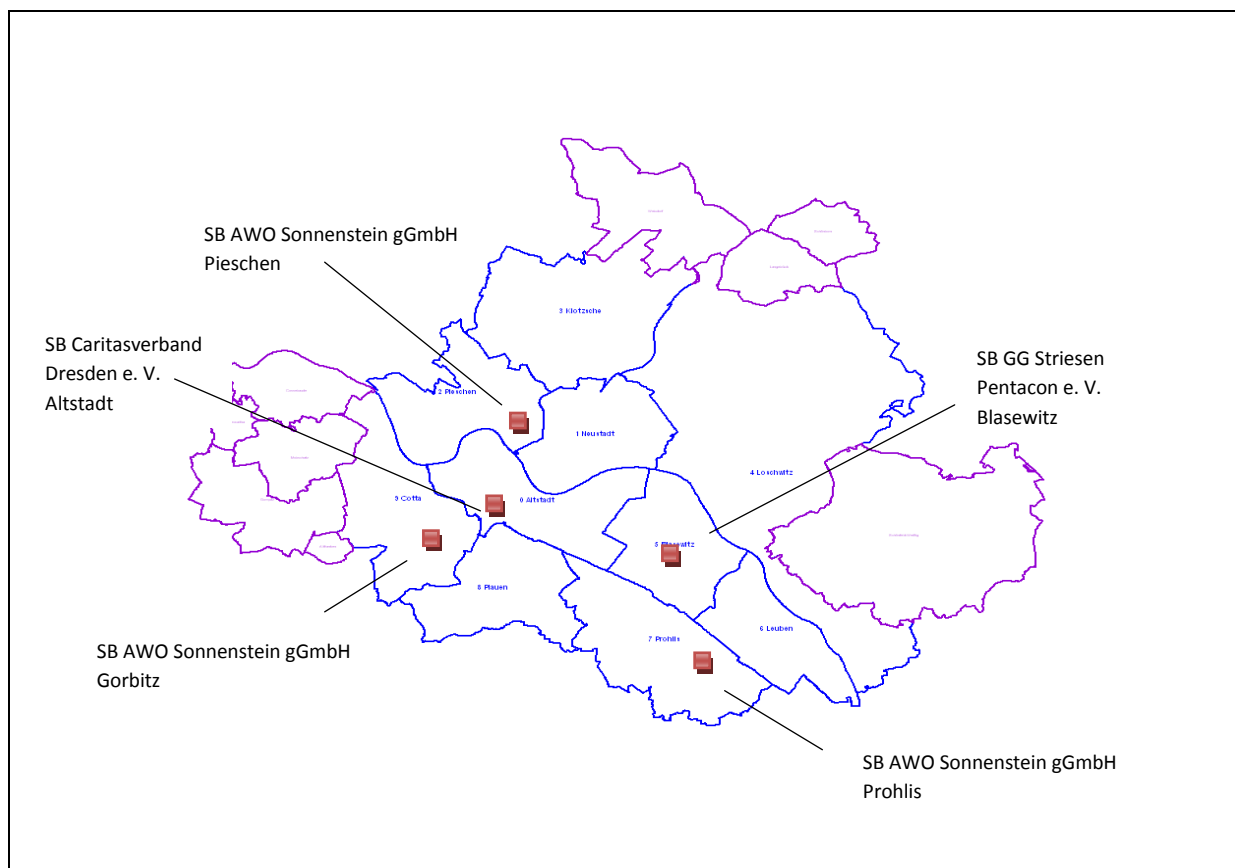 SB AWO Sonnenstein gGmbH
Pieschen
3 Klotzsche
SB Caritasverband
Dresden e. V.
Altstadt
SB GG Striesen
Pentacon e. V.
Blasewitz
2 Pieschen
1 Neustadt
4 Loschwitz
9 Cotta
0 Altstadt
5 Blasewitz
8 Plauen
6 Leuben
7 Prohlis
SB AWO Sonnenstein gGmbH
Gorbitz
SB AWO Sonnenstein gGmbH
Prohlis